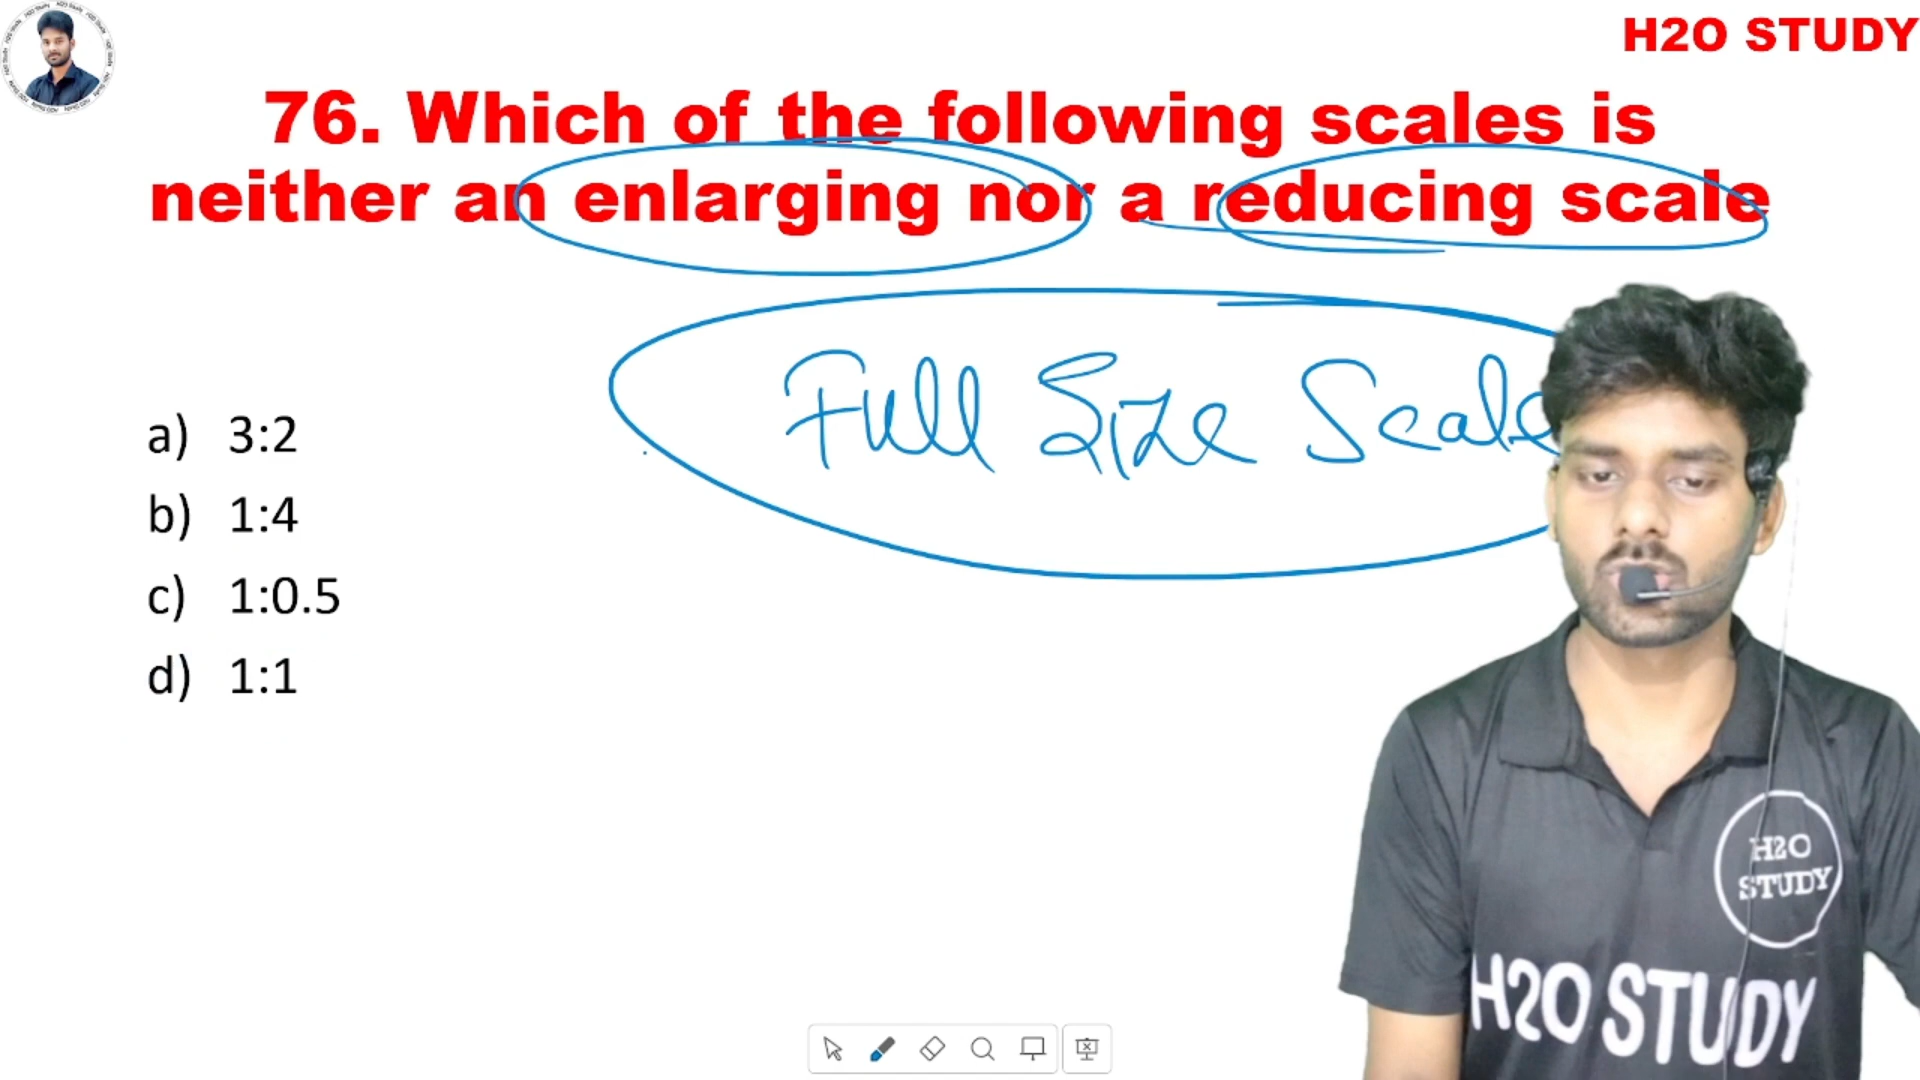 H2O STUDY
76. Which of the following scales is
neither an enlarging nor a reducing scale
Full Size Scale
a) 3:2
b) 1:4
c) 1:0.5
d) 1:1
H2O
STUDY
H2O STUDY